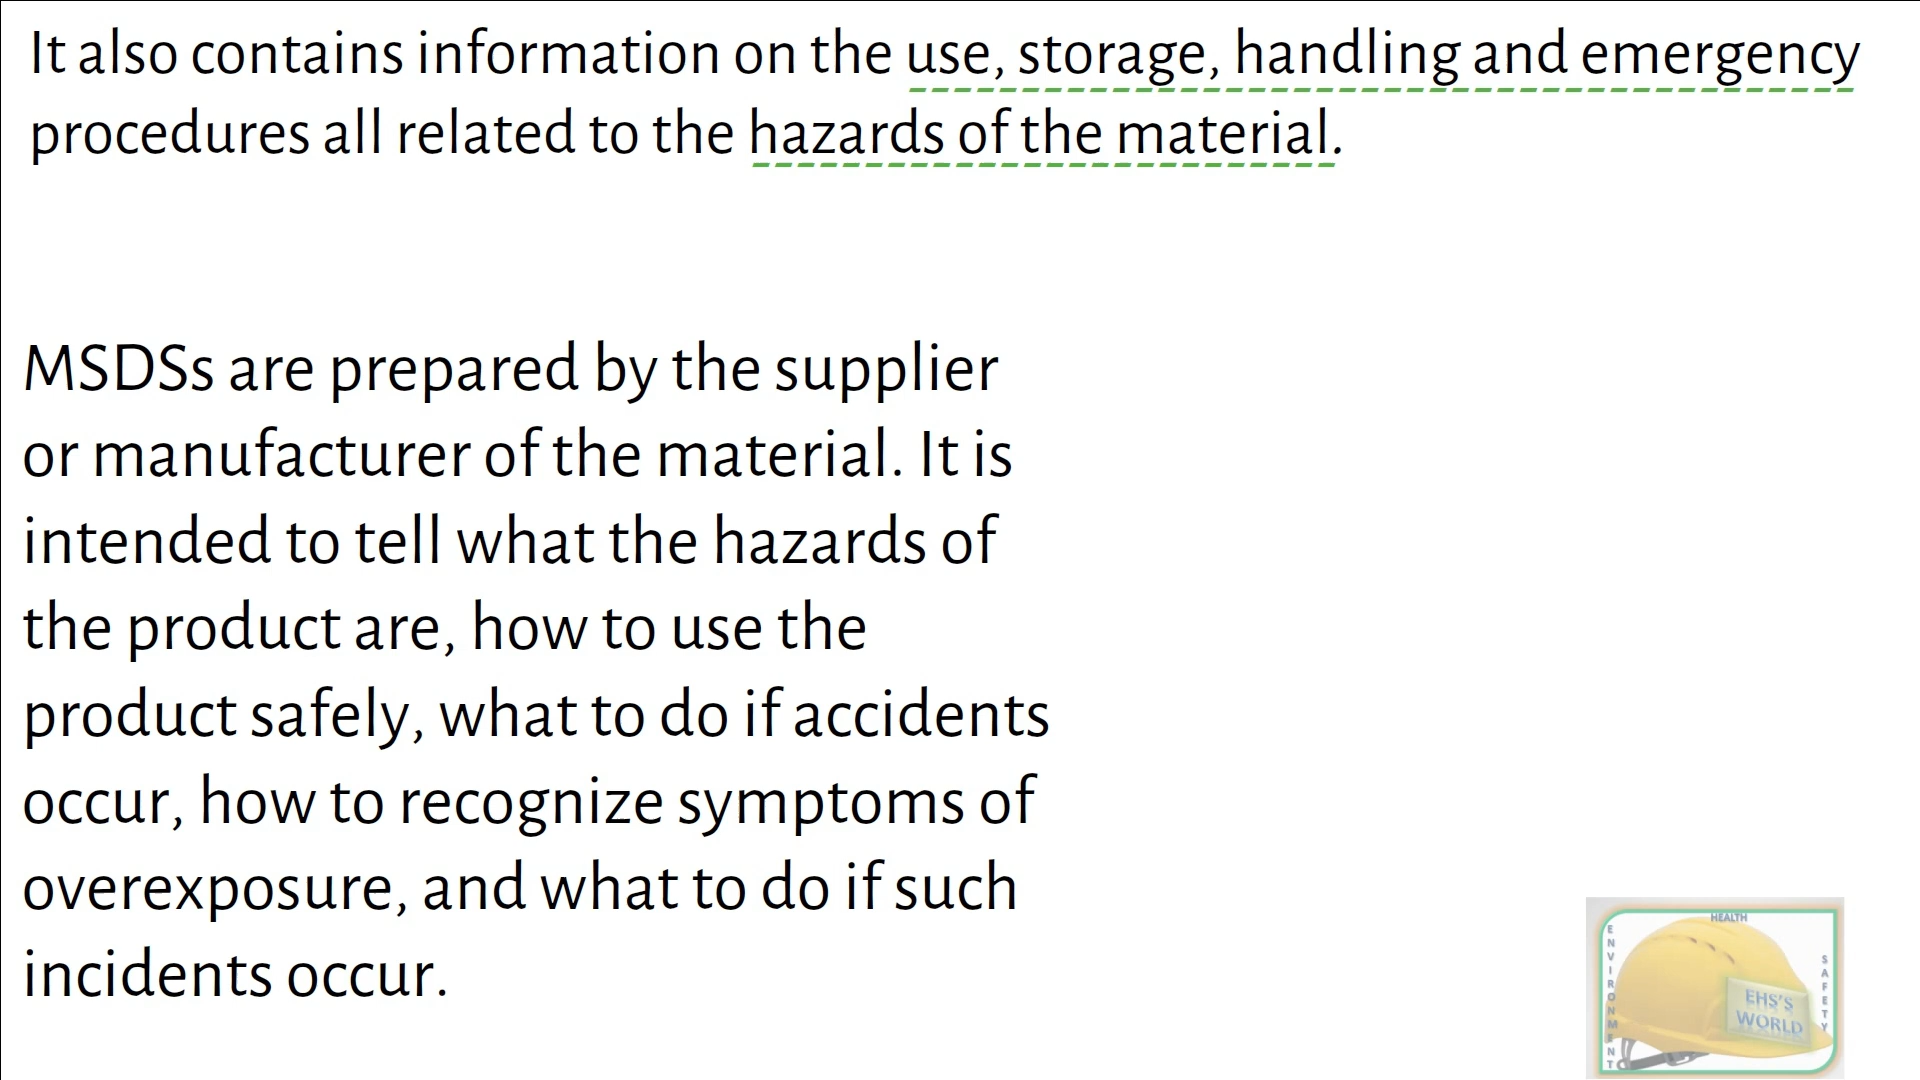 It also contains information on the use, storage, handling and emergency
procedures all related to the hazards of the material.
MSDSs are prepared by the supplier
or manufacturer of the material. It is
intended to tell what the hazards of
the product are, how to use the
product safely, what to do if accidents
occur, how to recognize symptoms of
overexposure, and what to do if such
incidents occur.
HEALTH
ENVIRONMENT
SAFETY
EHS'S
WORLD